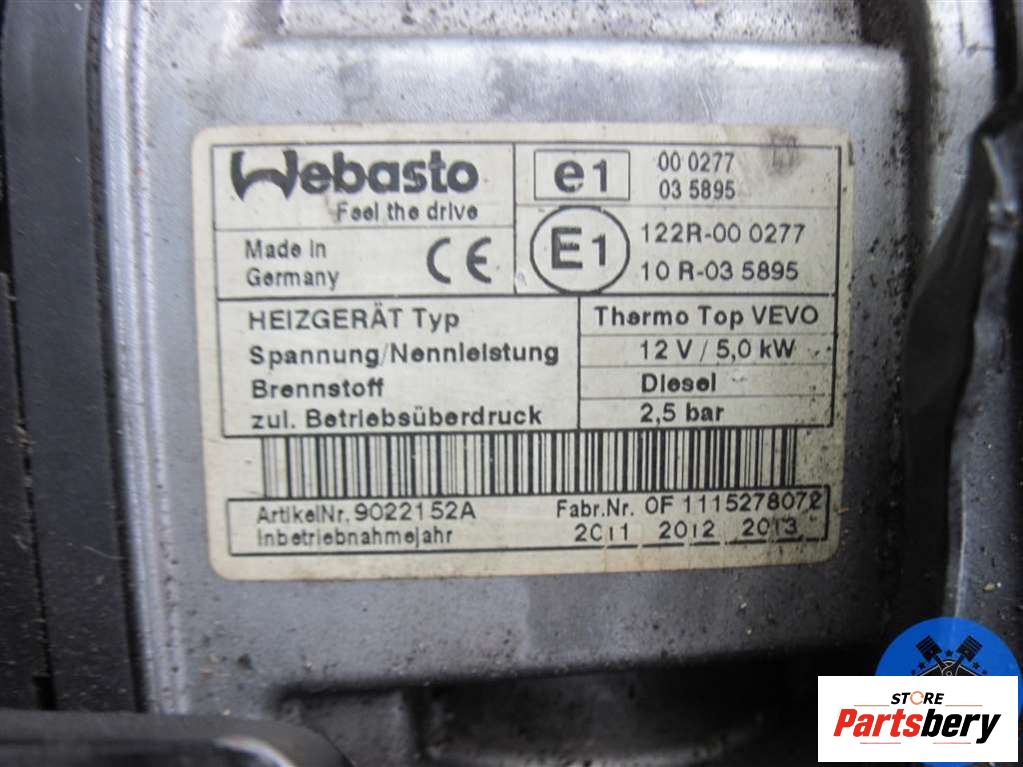 Webasto
Feel the drive
Made in
Germany
CE
e1
00 0277
03 5895
E1
122R-00 0277
10 R-03 5895
HEIZGERÄT Typ
Thermo Top VEVO
Spannung/Nennleistung
12 V / 5,0 kW
Brennstoff
Diesel
zul. Betriebsüberdruck
2,5 bar
ArtikelNr. 9022152A
Fabr.Nr. 0F 1115278072
Inbetriebnahmejahr
2011 2012 2013
STORE
Partsbery